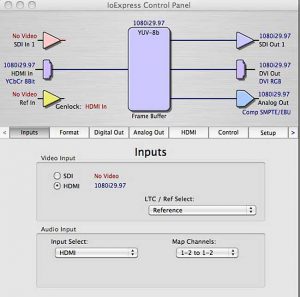 IoExpress Control Panel
1080i29.97
No Video
SDI In 1
YUV-8b
1080i29.97
SDI Out 1
1080i29.97
HDMI In
YCbCr 8Bit
1080i29.97
DVI Out
DVI RGB
No Video
Ref In
Genlock: HDMI In
Frame Buffer
1080i29.97
Analog Out
Comp SMPTE/EBU
Inputs Format Digital Out Analog Out HDMI Control Setup
Inputs
Video Input
SDI No Video
HDMI 1080i29.97
LTC / Ref Select:
Reference
Audio Input
Input Select: Map Channels:
HDMI 1-2 to 1-2